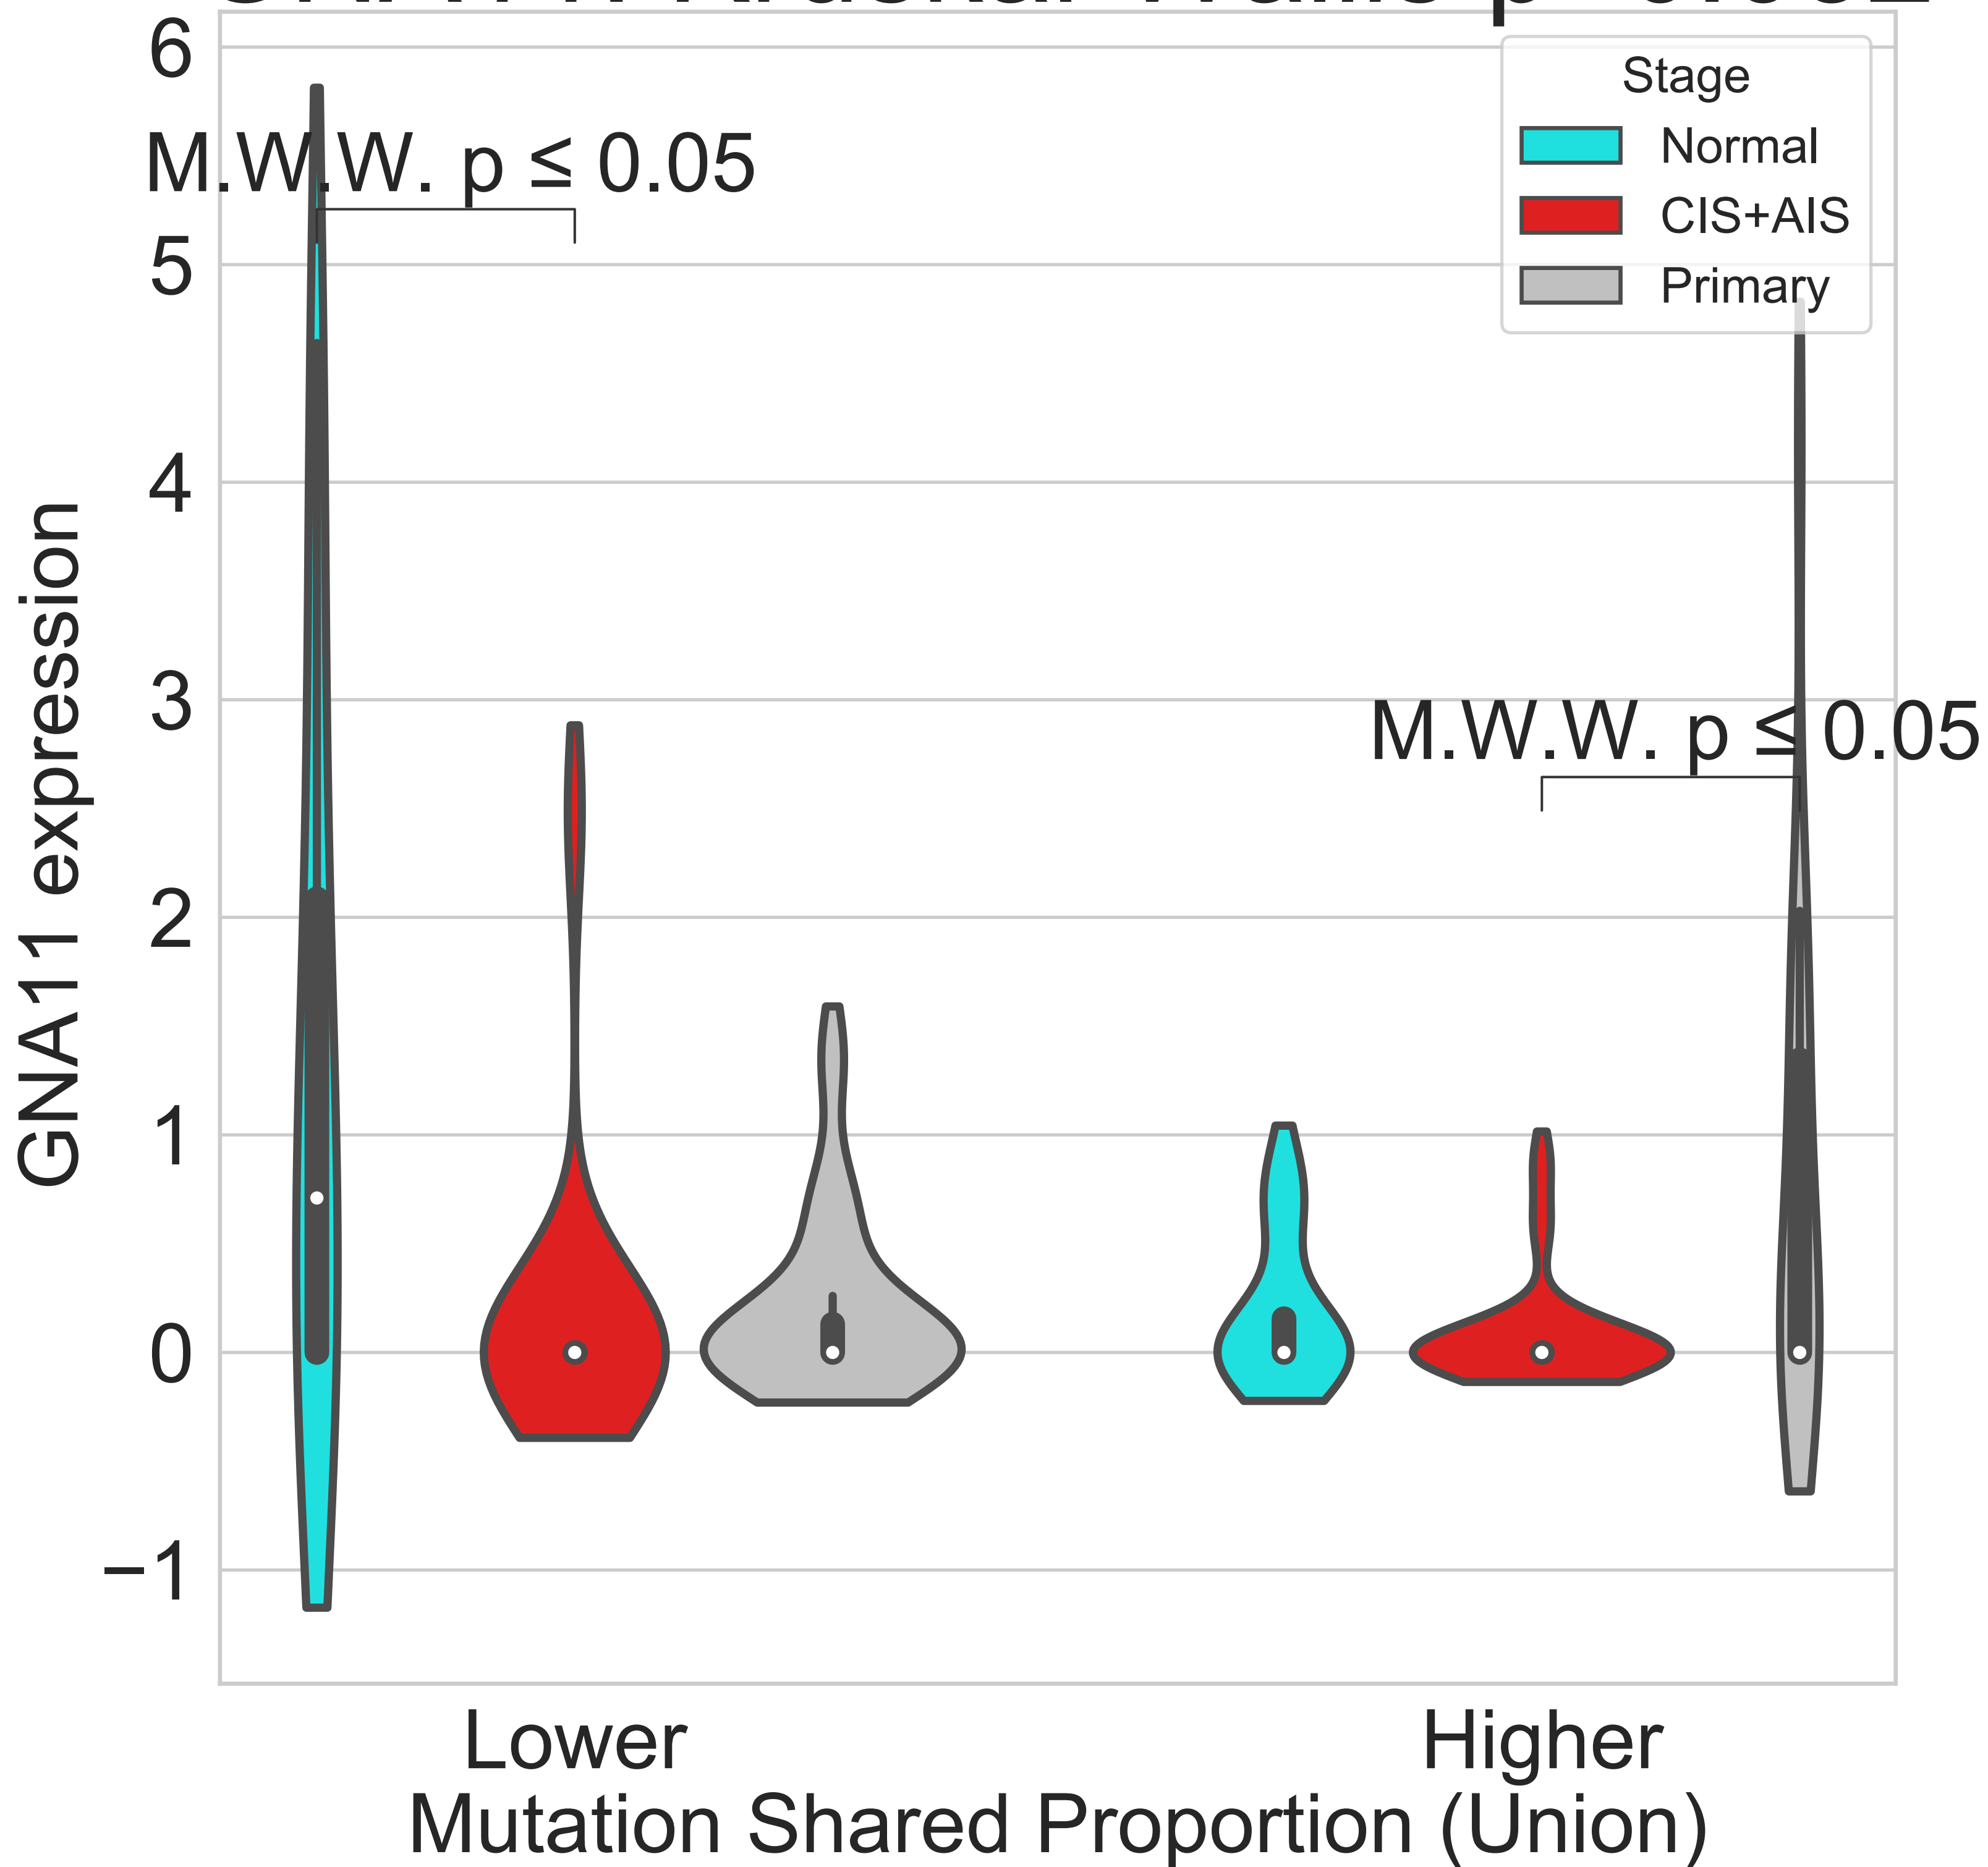 6
Stage
Normal
M.W.W. p ≤ 0.05
CIS+AIS
5
Primary
4
3
M.W.W. p ≤ 0.05
2
1
0
−1
GNA11 expression
Lower
Higher
Mutation Shared Proportion (Union)